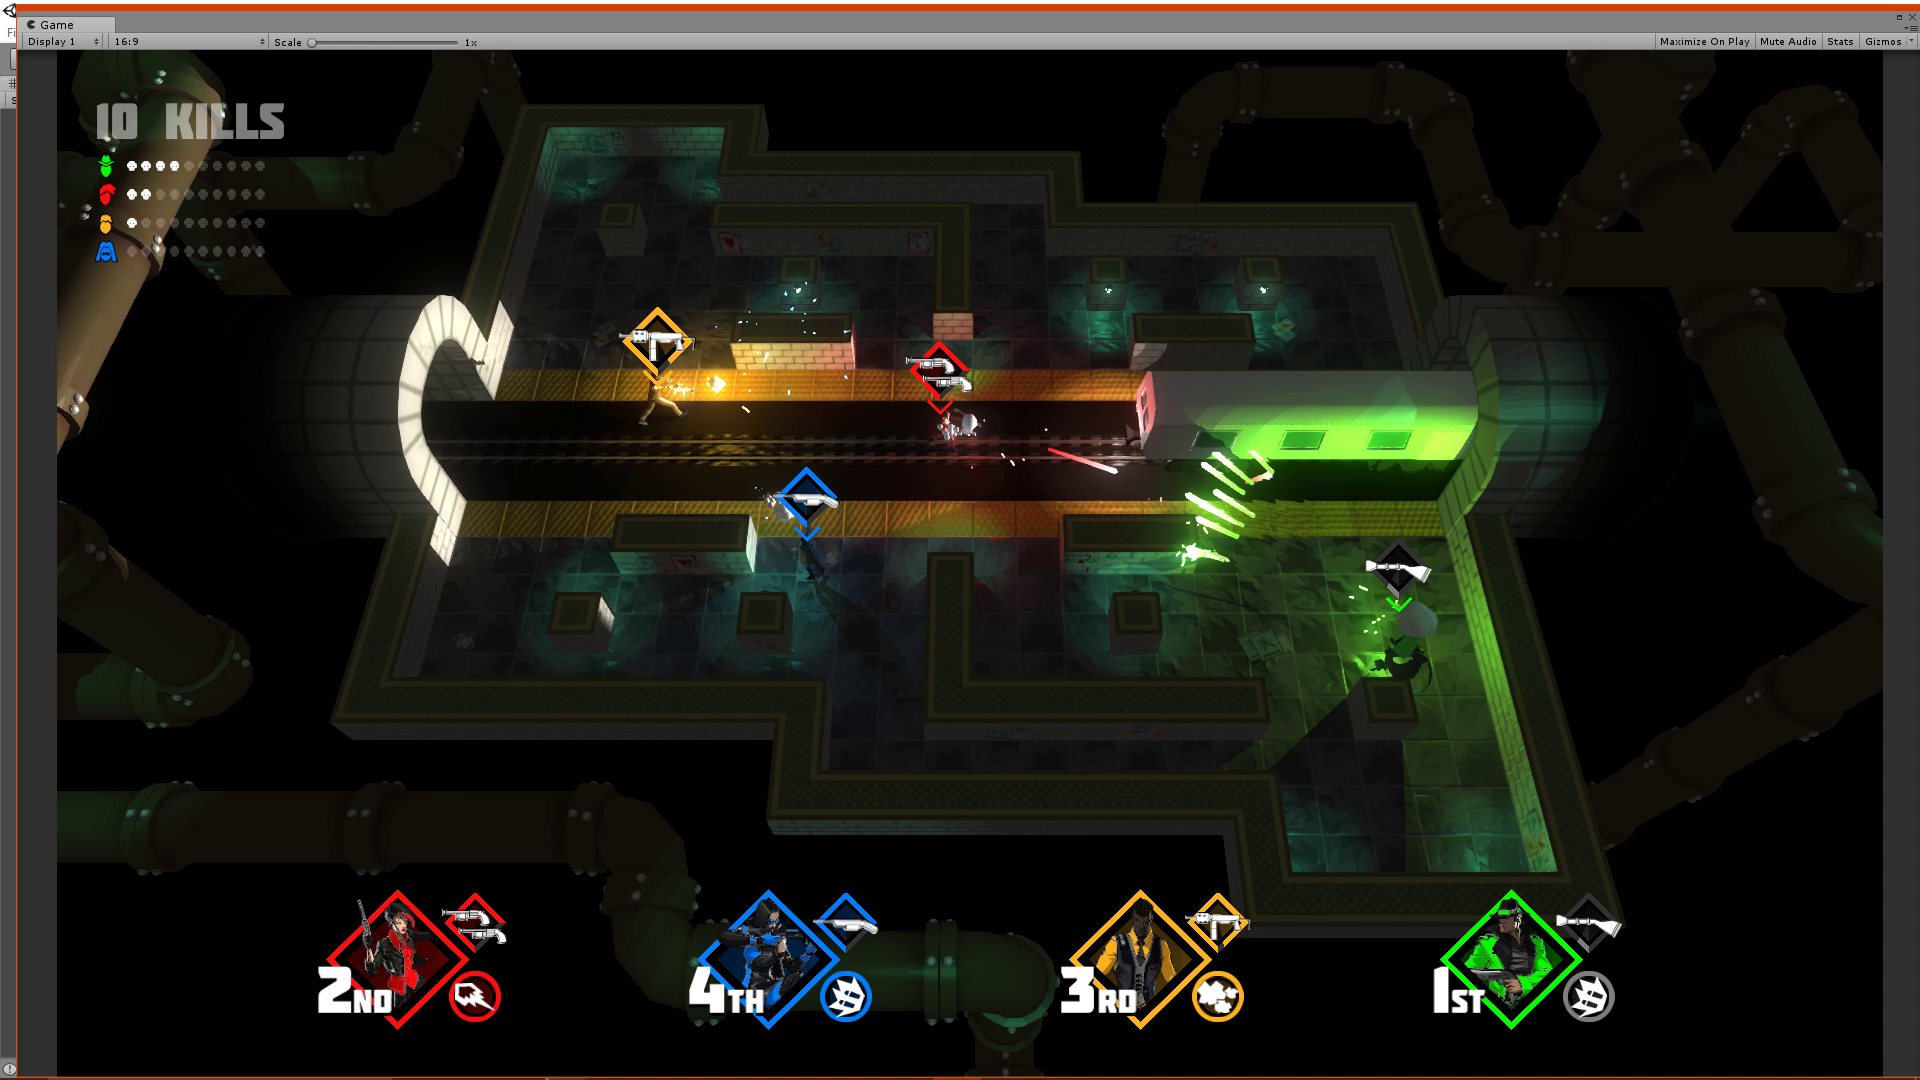 Game
Display 1 16:9 Scale 1x Maximize On Play Mute Audio Stats Gizmos
10 KILLS
2ND 4TH 3RD 1ST